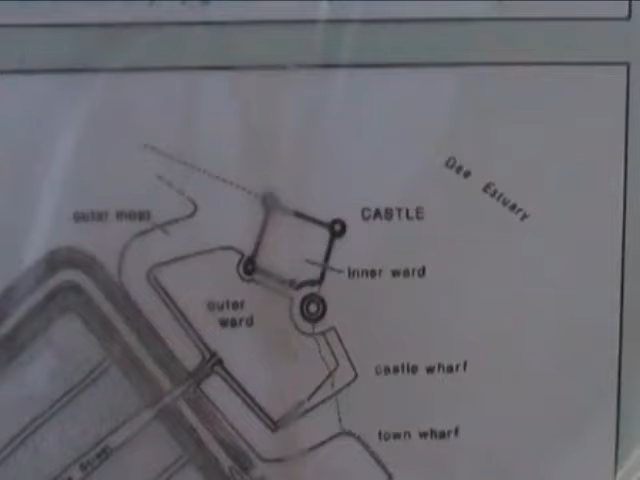 Dee Estuary
outer moat
CASTLE
inner ward
outer
ward
castle wharf
town wharf